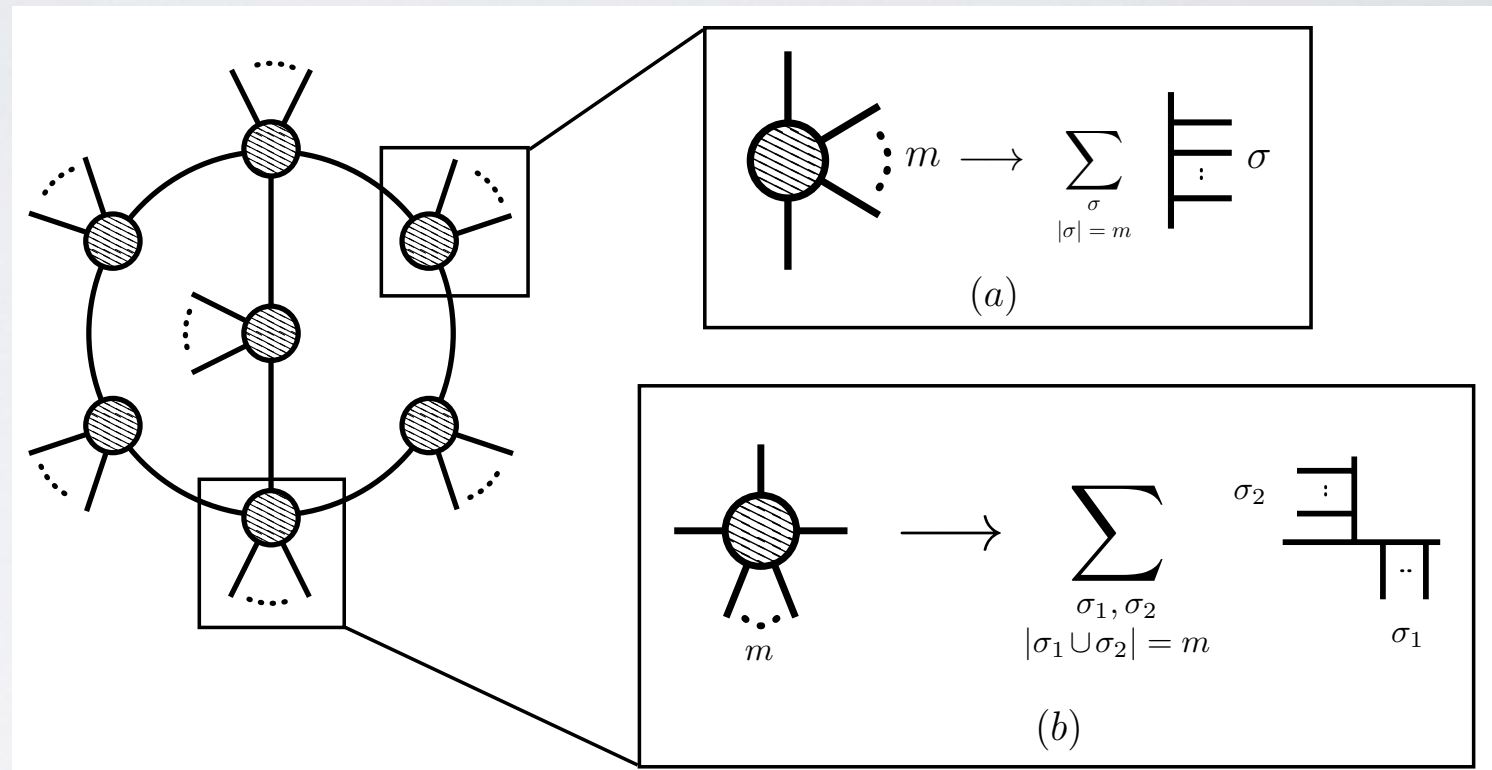 m ⟶ ∑ σ
σ
|σ| = m
(a)
⟶ ∑ σ₂
σ₁, σ₂
|σ₁ ∪ σ₂| = m
m
σ₁
(b)